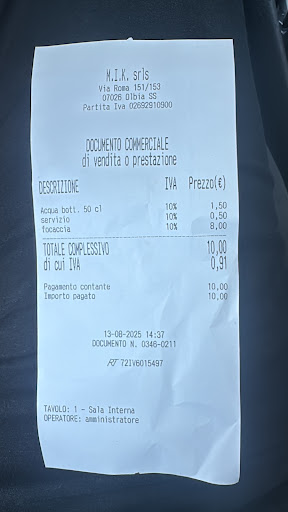 M.I.K. srls
Via Roma 151/153
07026 Olbia SS
Partita Iva 02692910900
DOCUMENTO COMMERCIALE
di vendita o prestazione
DESCRIZIONE IVA Prezzo(€)
Acqua bott. 50 cl 10% 1,50
servizio 10% 0,50
focaccia 10% 8,00
TOTALE COMPLESSIVO 10,00
di cui IVA 0,91
Pagamento contante 10,00
Importo pagato 10,00
13-08-2025 14:37
DOCUMENTO N. 0346-0211
RT 72IV6015497
TAVOLO: 1 - Sala Interna
OPERATORE: amministratore